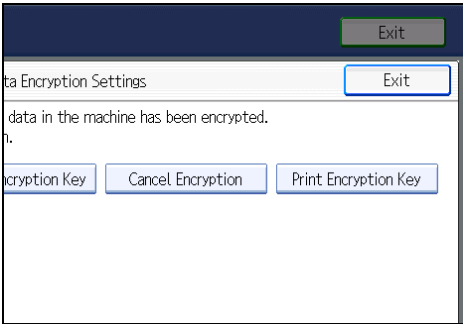 Exit
ta Encryption Settings Exit
data in the machine has been encrypted.
n.
ncryption Key Cancel Encryption Print Encryption Key